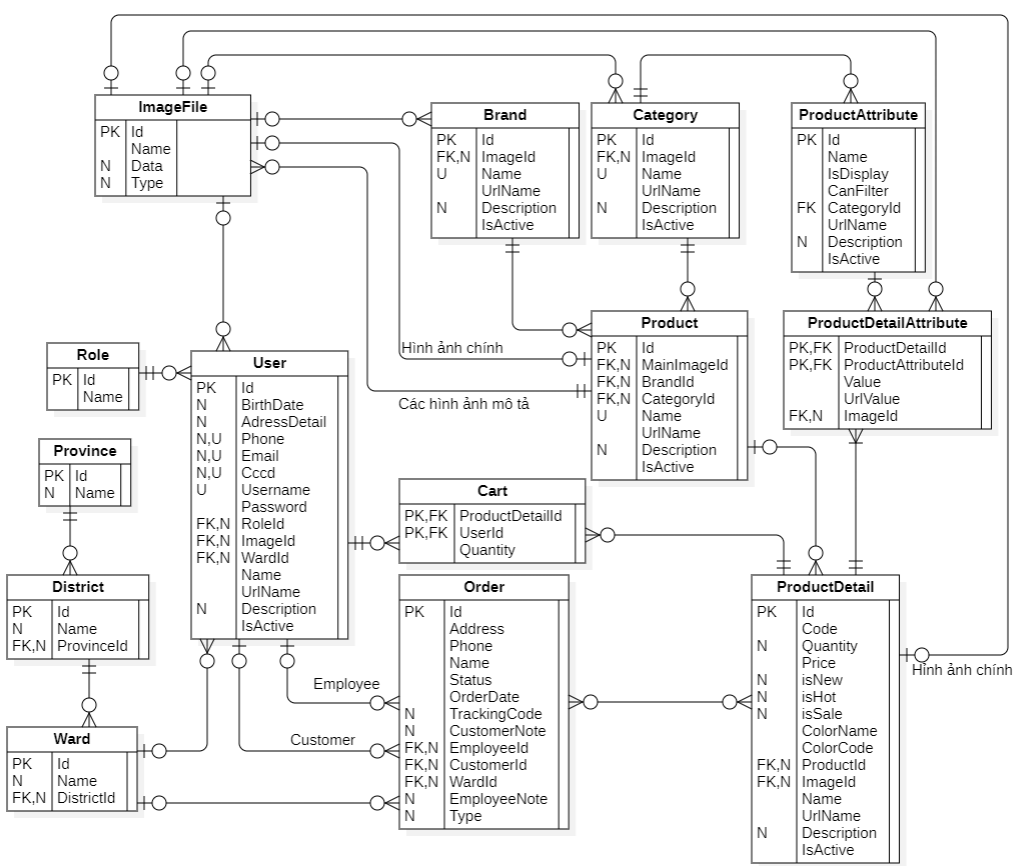 ImageFile
PK Id
Name
N Data
N Type
Brand
PK Id
FK,N ImageId
U Name
UrlName
N Description
IsActive
Category
PK Id
FK,N ImageId
U Name
UrlName
N Description
IsActive
ProductAttribute
PK Id
Name
IsDisplay
CanFilter
FK CategoryId
UrlName
N Description
IsActive
Product
PK Id
FK,N MainImageId
FK,N BrandId
FK,N CategoryId
U Name
UrlName
N Description
IsActive
ProductDetailAttribute
PK,FK ProductDetailId
PK,FK ProductAttributeId
Value
UrlValue
FK,N ImageId
Hình ảnh chính
Các hình ảnh mô tả
Role
PK Id
Name
User
PK Id
N BirthDate
N AdressDetail
N,U Phone
N,U Email
N,U Cccd
U Username
Password
FK,N RoleId
FK,N ImageId
FK,N WardId
Name
UrlName
N Description
IsActive
Province
PK Id
N Name
Cart
PK,FK ProductDetailId
PK,FK UserId
Quantity
District
PK Id
N Name
FK,N ProvinceId
Order
PK Id
Address
Phone
Name
Status
OrderDate
N TrackingCode
N CustomerNote
FK,N EmployeeId
FK,N CustomerId
FK,N WardId
N EmployeeNote
N Type
ProductDetail
PK Id
Code
N Quantity
Price
N isNew
N isHot
N isSale
ColorName
ColorCode
FK,N ProductId
FK,N ImageId
Name
UrlName
N Description
IsActive
Hình ảnh chính
Employee
Customer
Ward
PK Id
N Name
FK,N DistrictId